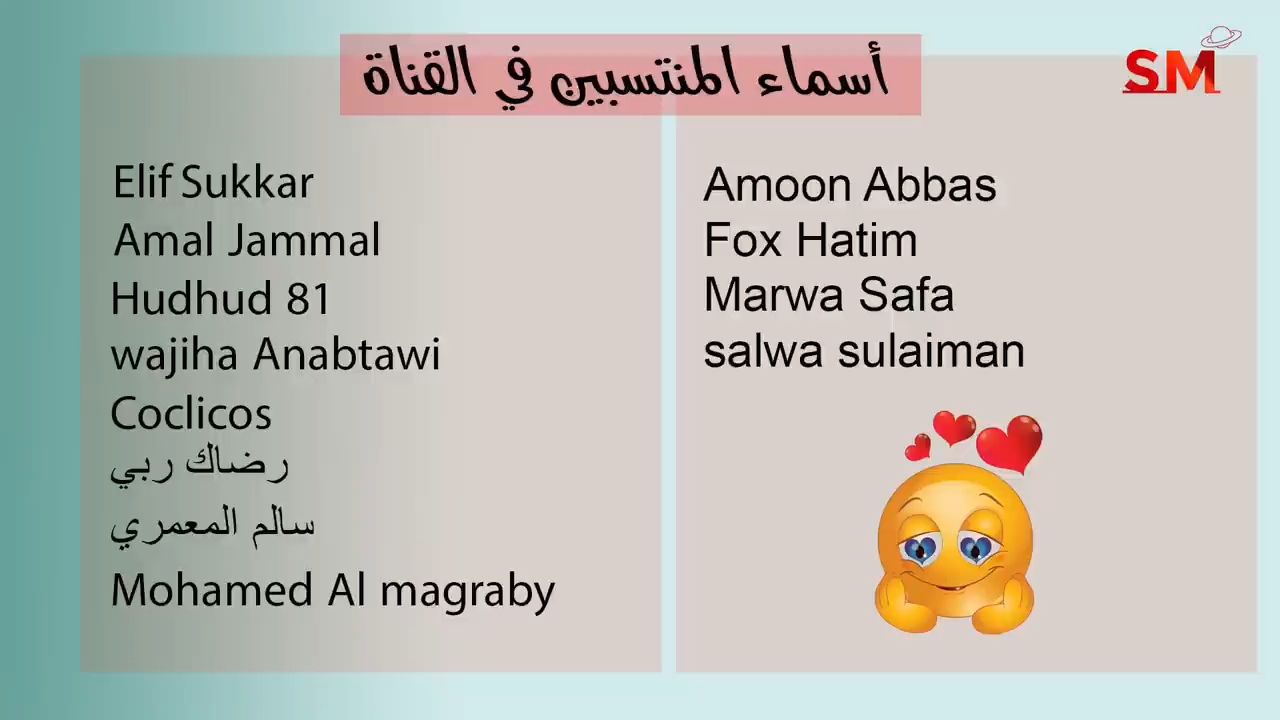 أسماء المنتسبين في القناة
SM
Elif Sukkar
Amal Jammal
Hudhud 81
wajiha Anabtawi
Coclicos
رضاك ربي
سالم المعمري
Mohamed Al magraby
Amoon Abbas
Fox Hatim
Marwa Safa
salwa sulaiman